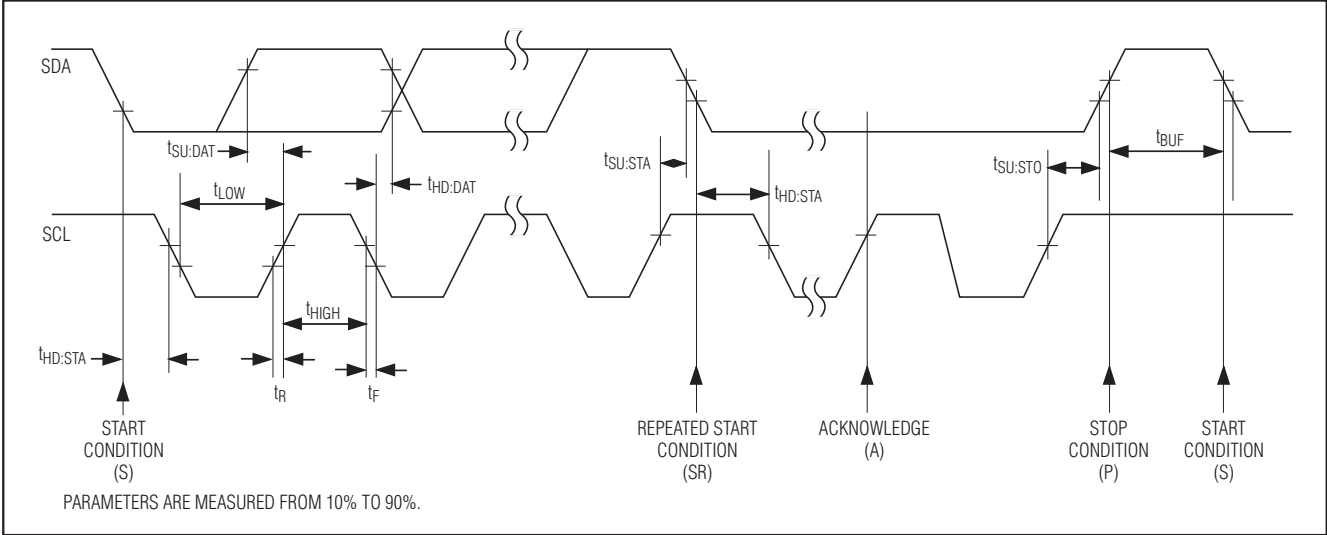 SDA
tSU:DAT
tLOW
tHD:DAT
tSU:STA
tHD:STA
tSU:STO
tBUF
SCL
tHIGH
tHD:STA
tR
tF
START
CONDITION
(S)
REPEATED START
CONDITION
(SR)
ACKNOWLEDGE
(A)
STOP
CONDITION
(P)
START
CONDITION
(S)
PARAMETERS ARE MEASURED FROM 10% TO 90%.